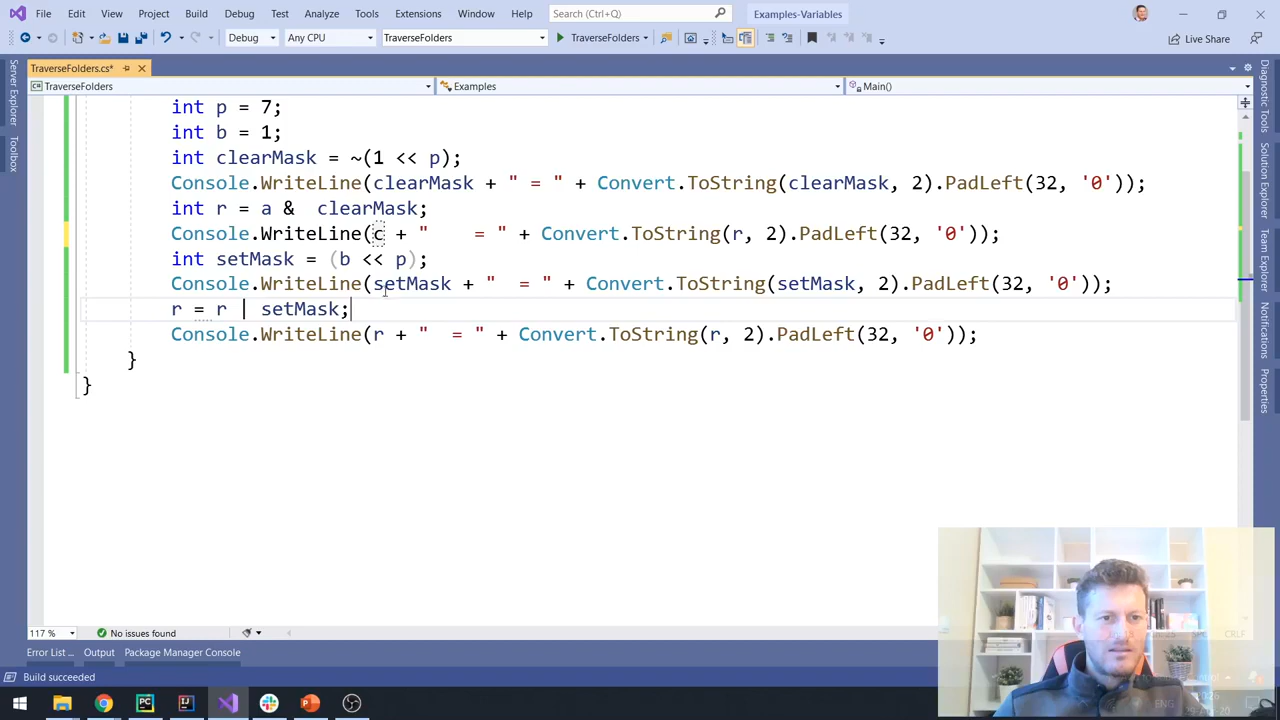 File Edit View Project Build Debug Test Analyze Tools Extensions Window Help Search (Ctrl+Q) Examples-Variables
Debug Any CPU TraverseFolders TraverseFolders Live Share
TraverseFolders.cs*
TraverseFolders Examples Main()
Server Explorer
Toolbox
int p = 7;
int b = 1;
int clearMask = ~(1 << p);
Console.WriteLine(clearMask + " = " + Convert.ToString(clearMask, 2).PadLeft(32, '0'));
int r = a &  clearMask;
Console.WriteLine(c + "    = " + Convert.ToString(r, 2).PadLeft(32, '0'));
int setMask = (b << p);
Console.WriteLine(setMask + "  = " + Convert.ToString(setMask, 2).PadLeft(32, '0'));
r = r | setMask;
Console.WriteLine(r + "  = " + Convert.ToString(r, 2).PadLeft(32, '0'));
}
}
Diagnostic Tools
Solution Explorer
Team Explorer
Notifications
Properties
117 % No issues found SPC CRLF
Error List ... Output Package Manager Console
Build succeeded
ENG